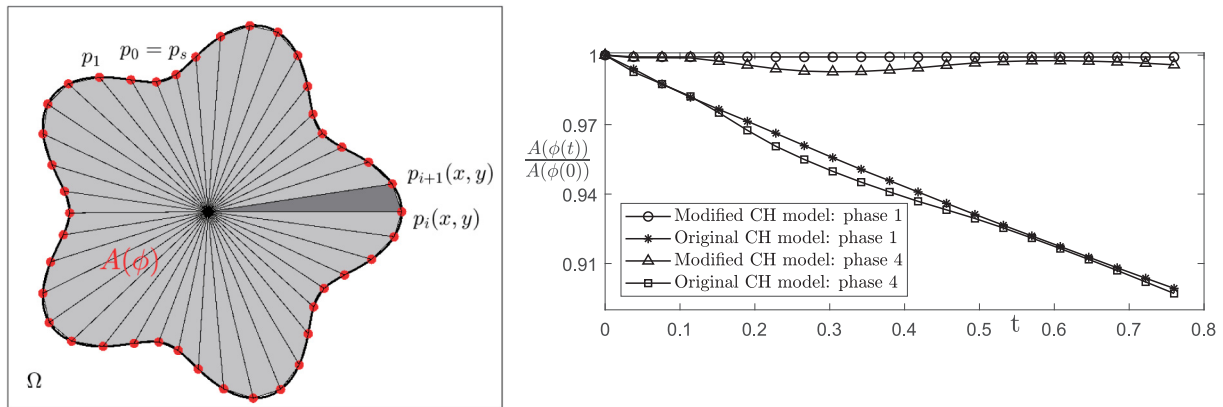 p₁
p₀ = pₛ
pᵢ₊₁(x, y)
pᵢ(x, y)
A(ϕ)
Ω
1
0.97
0.94
0.91
A(ϕ(t))
A(ϕ(0))
Modified CH model: phase 1
Original CH model: phase 1
Modified CH model: phase 4
Original CH model: phase 4
0 0.1 0.2 0.3 0.4 0.5 0.6 0.7 0.8
t